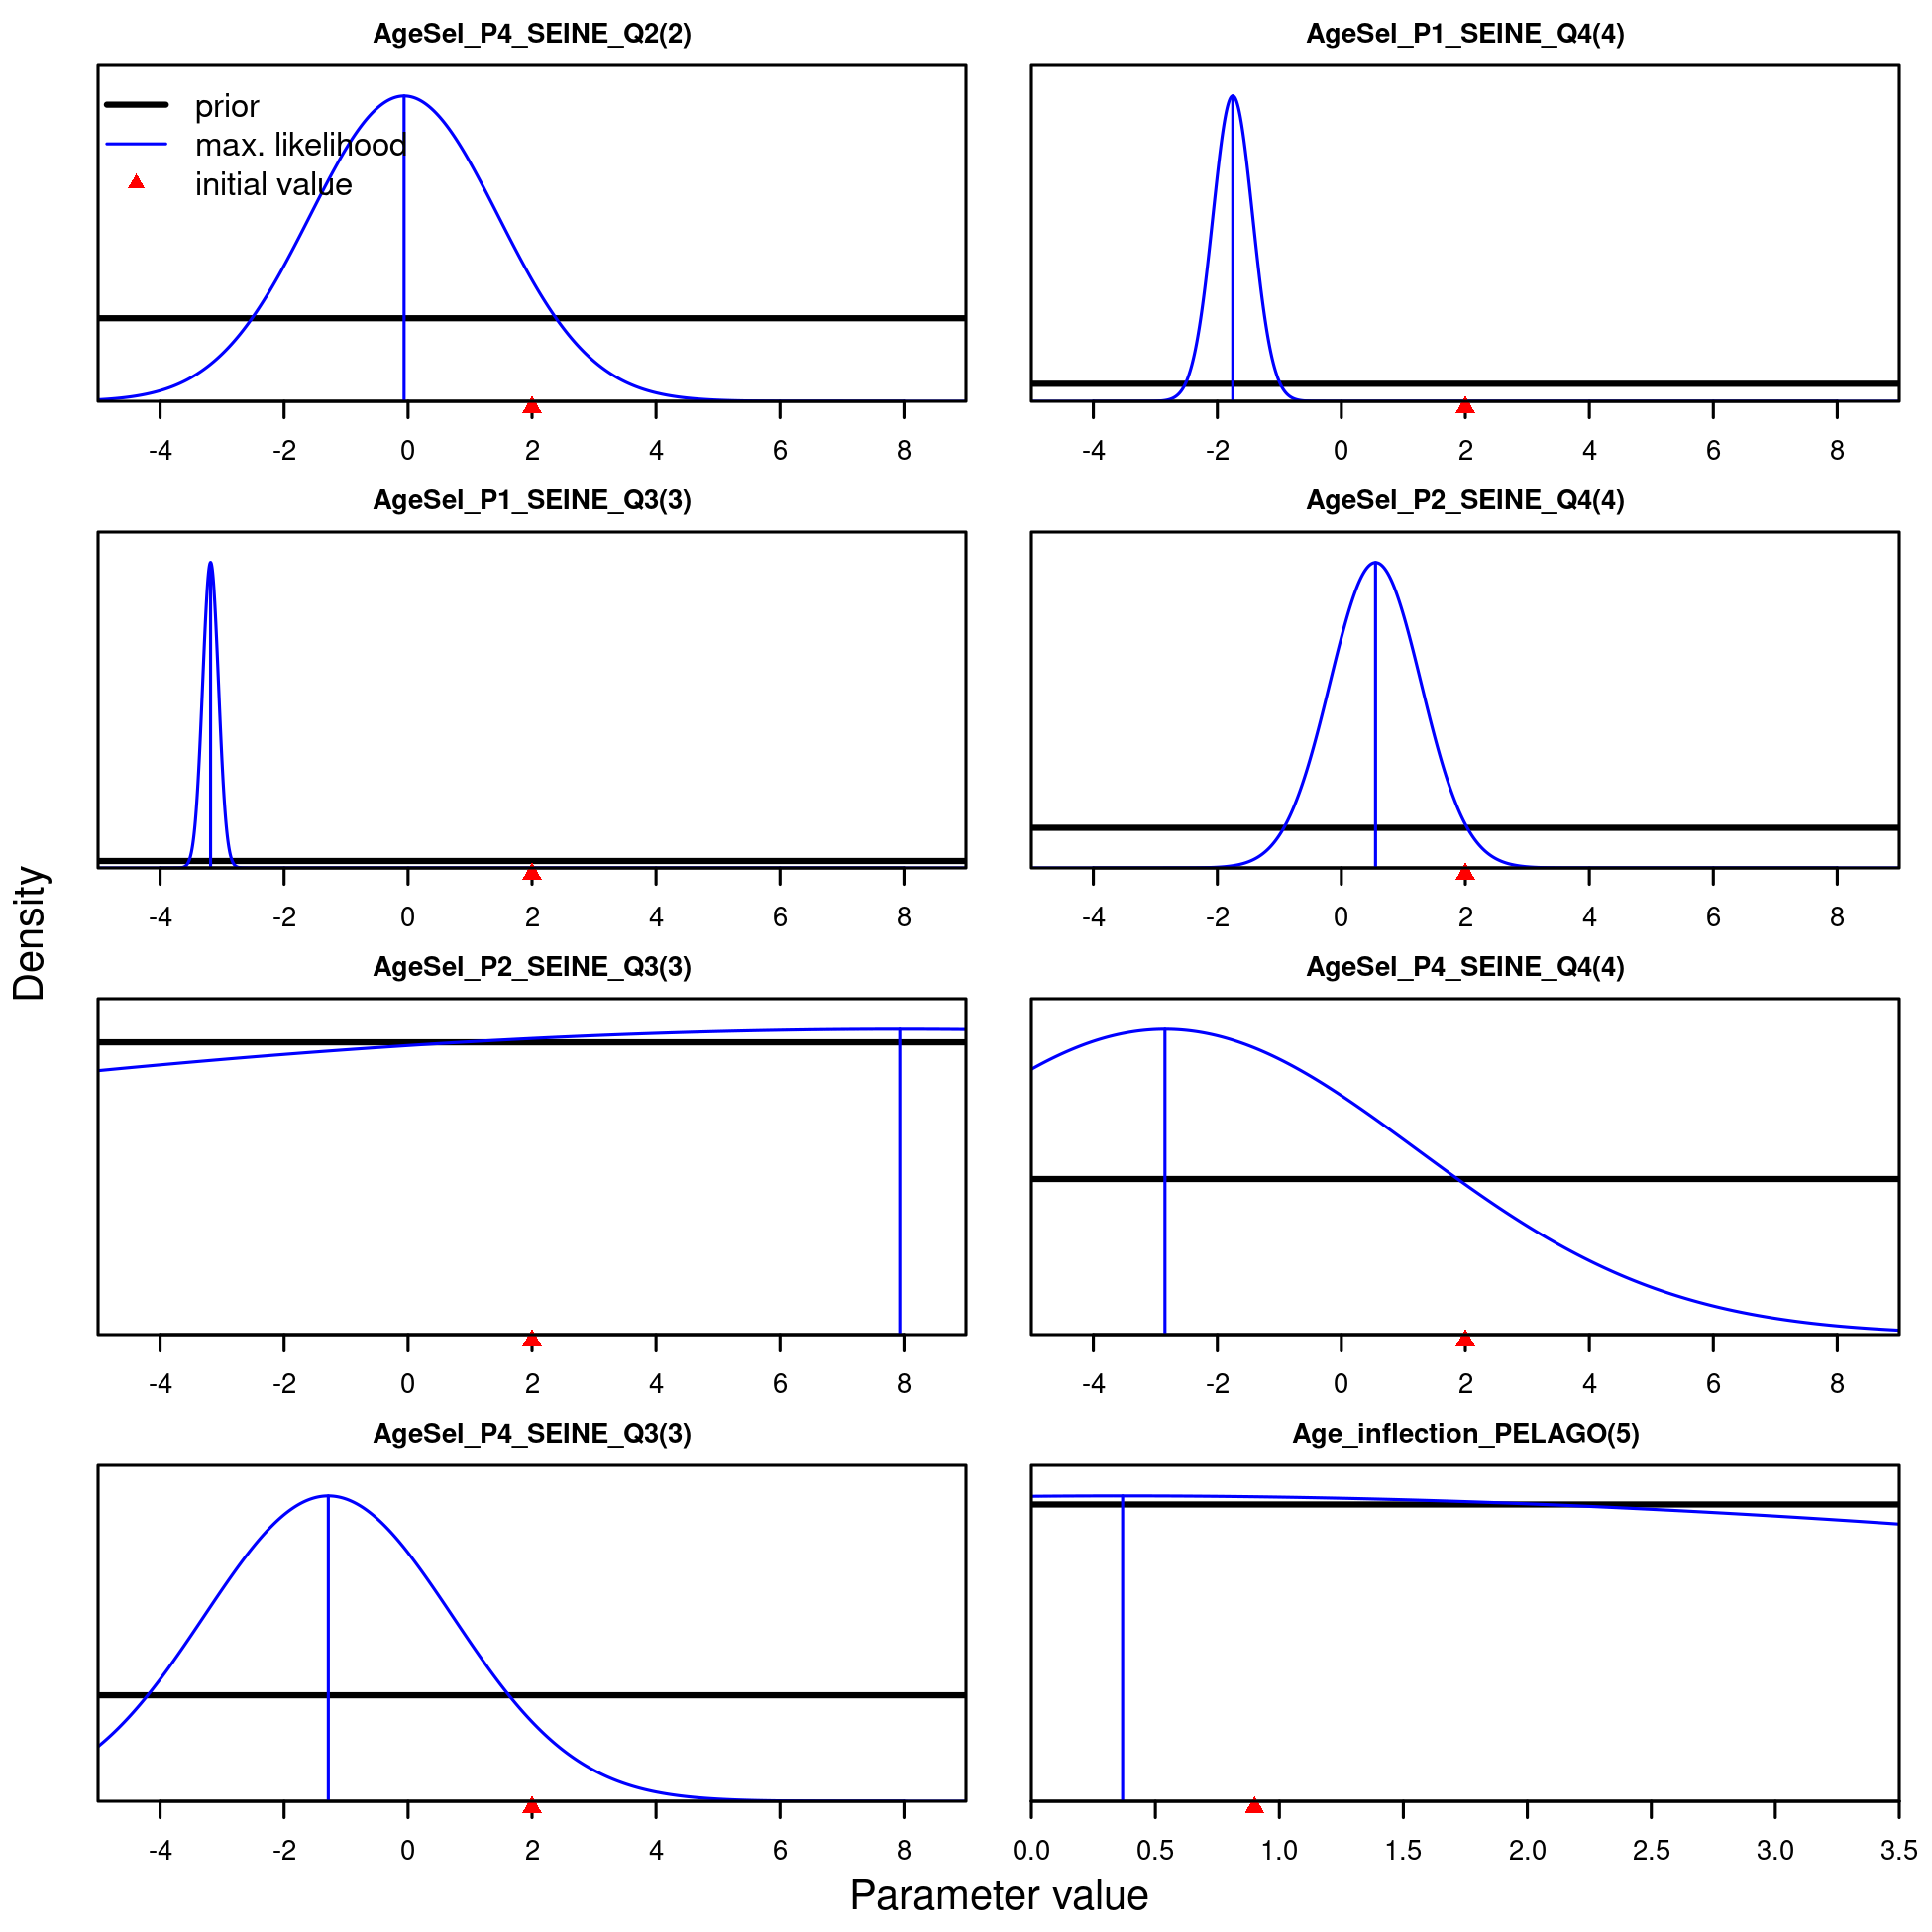 AgeSel_P4_SEINE_Q2(2)
prior
max. likelihood
initial value
-4 -2 0 2 4 6 8
AgeSel_P1_SEINE_Q4(4)
-4 -2 0 2 4 6 8
AgeSel_P1_SEINE_Q3(3)
-4 -2 0 2 4 6 8
AgeSel_P2_SEINE_Q4(4)
-4 -2 0 2 4 6 8
Density
AgeSel_P2_SEINE_Q3(3)
-4 -2 0 2 4 6 8
AgeSel_P4_SEINE_Q4(4)
-4 -2 0 2 4 6 8
AgeSel_P4_SEINE_Q3(3)
-4 -2 0 2 4 6 8
Age_inflection_PELAGO(5)
0.0 0.5 1.0 1.5 2.0 2.5 3.0 3.5
Parameter value